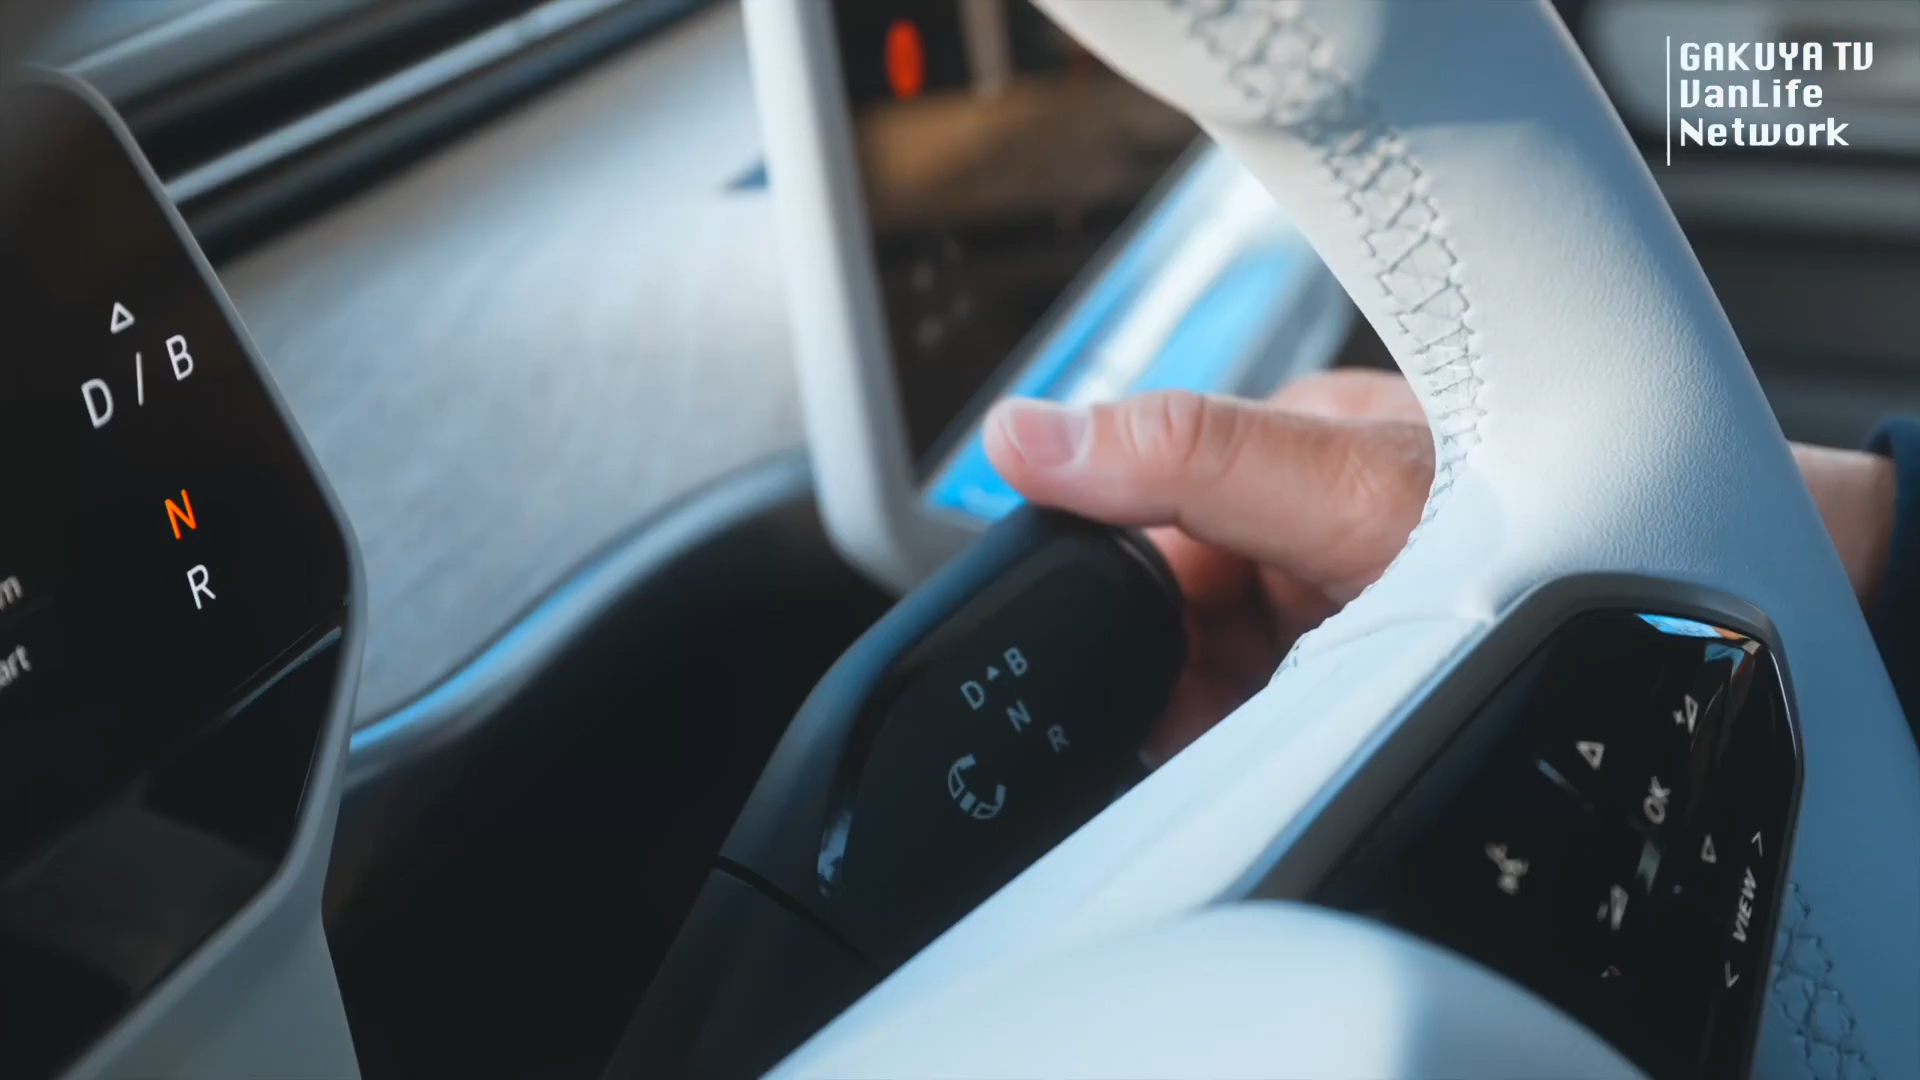 GAKUYA TV
VanLife
Network
D / B
N
R
D B
N
R
OK
< VIEW >